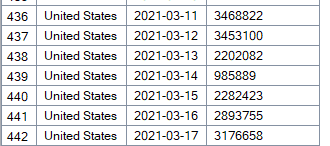 436 United States 2021-03-11 3468822
437 United States 2021-03-12 3453100
438 United States 2021-03-13 2202082
439 United States 2021-03-14 985889
440 United States 2021-03-15 2282423
441 United States 2021-03-16 2893755
442 United States 2021-03-17 3176658